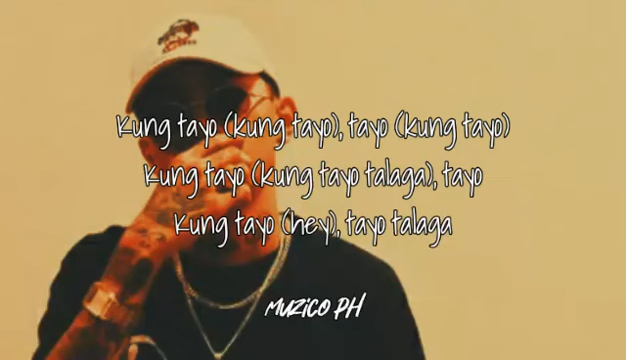 Kung tayo (kung tayo), tayo (kung tayo)
Kung tayo (kung tayo talaga), tayo
Kung tayo (hey), tayo talaga
MUZICO PH